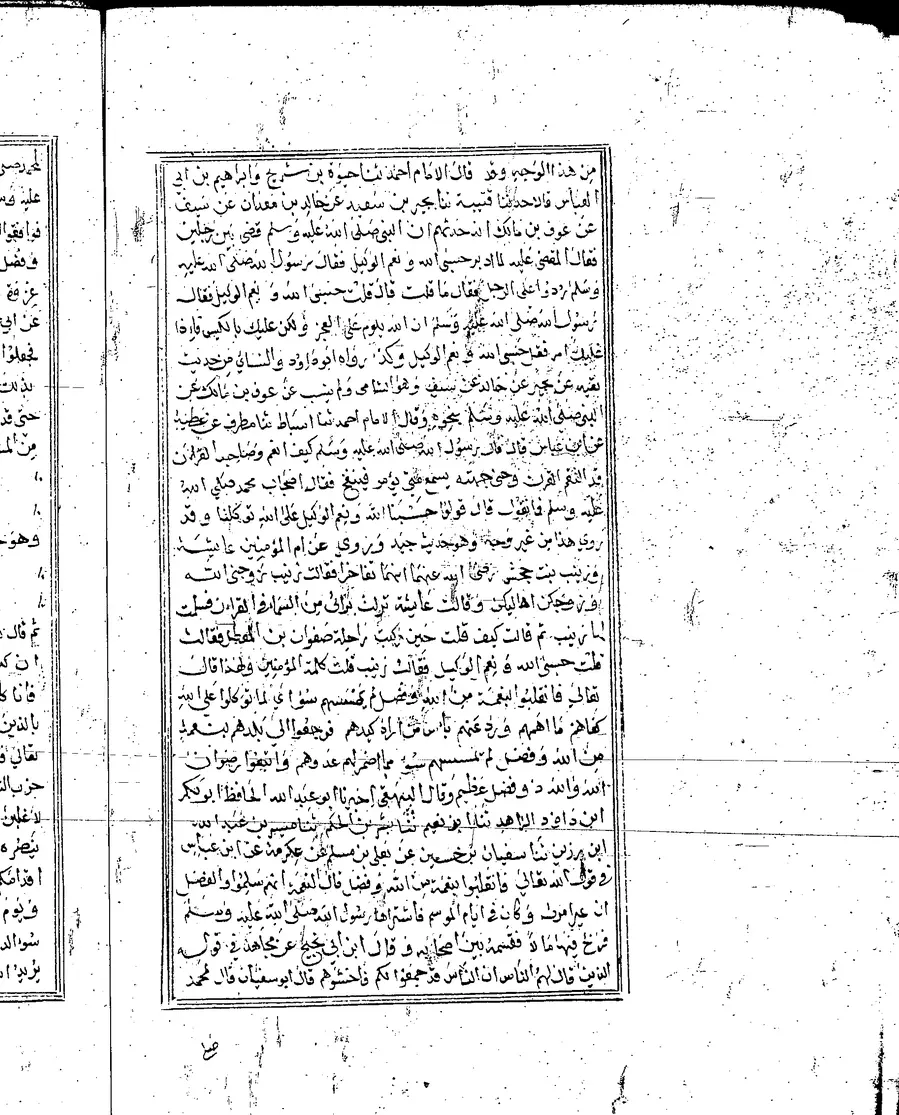 من هذا الوجه وقد قال الامام احمد ثنا حيوة بن شريح وابراهيم بن ابي
العباس قالا حدثنا بقية ثنا بحير بن سعيد عن خالد بن معدان عن سيف
عن عوف بن مالك انه حدثهم ان النبي صلى الله عليه وسلم قضى بين رجلين
فقال المقضي عليه لما ادبر حسبي الله ونعم الوكيل فقال رسول الله صلى الله عليه
وسلم ردوا علي الرجل فقال ما قلت قال قلت حسبي الله ونعم الوكيل فقال
رسول الله صلى الله عليه وسلم ان الله يلوم على العجز ولكن عليك بالكيس فاذا
غلبك امر فقل حسبي الله ونعم الوكيل وكذا رواه ابو داود والنسائي من حديث
بقيه عن بحير عن خالد عن سيف وهو الشامي ولم ينسب عن عوف بن مالك عن
النبي صلى الله عليه وسلم بنحوه وقال الامام احمد ثنا اسباط ثنا مطرف عن عطية
عن ابن عباس قال قال رسول الله صلى الله عليه وسلم كيف انعم وصاحب القرن
قد التقم القرن وحنى جبهته يسمع متى يؤمر فينفخ فقال اصحاب محمد صلى الله
عليه وسلم فما نقول قال قولوا حسبنا الله ونعم الوكيل على الله توكلنا وقد
روي هذا من غير وجه وهو حديث جيد وروي عن ام المؤمنين عايشة
وزينب بنت جحش رضي الله عنهما انهما تفاخرا فقالت زينب زوجني الله
وزوجكن اهاليكن وقالت عايشة نزلت براتي من السماء في القران فسلمت
لها زينب ثم قالت كيف قلت حين ركبت راحلة صفوان بن المعطل فقالت
قلت حسبي الله ونعم الوكيل فقالت زينب قلت كلمة المؤمنين ولهذا قال
تعالى فانقلبوا بنعمة من الله وفضل لم يمسسهم سوء اي لما توكلوا على الله
كفاهم ما اهمهم ورد عنهم باس من اراد كيدهم فرجعوا الى بلدهم بنعمة
من الله وفضل لم يمسسهم سوء مما اضمر لهم عدوهم واتبعوا رضوان
الله والله ذو فضل عظيم وقال البيهقي اخبرنا ابو عبد الله الحافظ ابو بكر
ابن داود الزاهد ثنا بن نعيم ثنا بشر بن الحكم ثنا مبشر بن عبد الله
ابن رزين ثنا سفيان بن حسين عن يعلى بن مسلم عن عكرمة عن ابن عباس
في قول الله تعالى فانقلبوا بنعمة من الله وفضل قال النعمة انهم سلموا والفضل
ان عيرا مرت وكان في ايام الموسم فاشتراها رسول الله صلى الله عليه وسلم
فربح فيها مالا فقسمه بين اصحابه وقال ابن ابي نجيح عن مجاهد في قوله
الذين قال لهم الناس ان الناس قد جمعوا لكم فاخشوهم قال ابو سفيان قال لمحمد